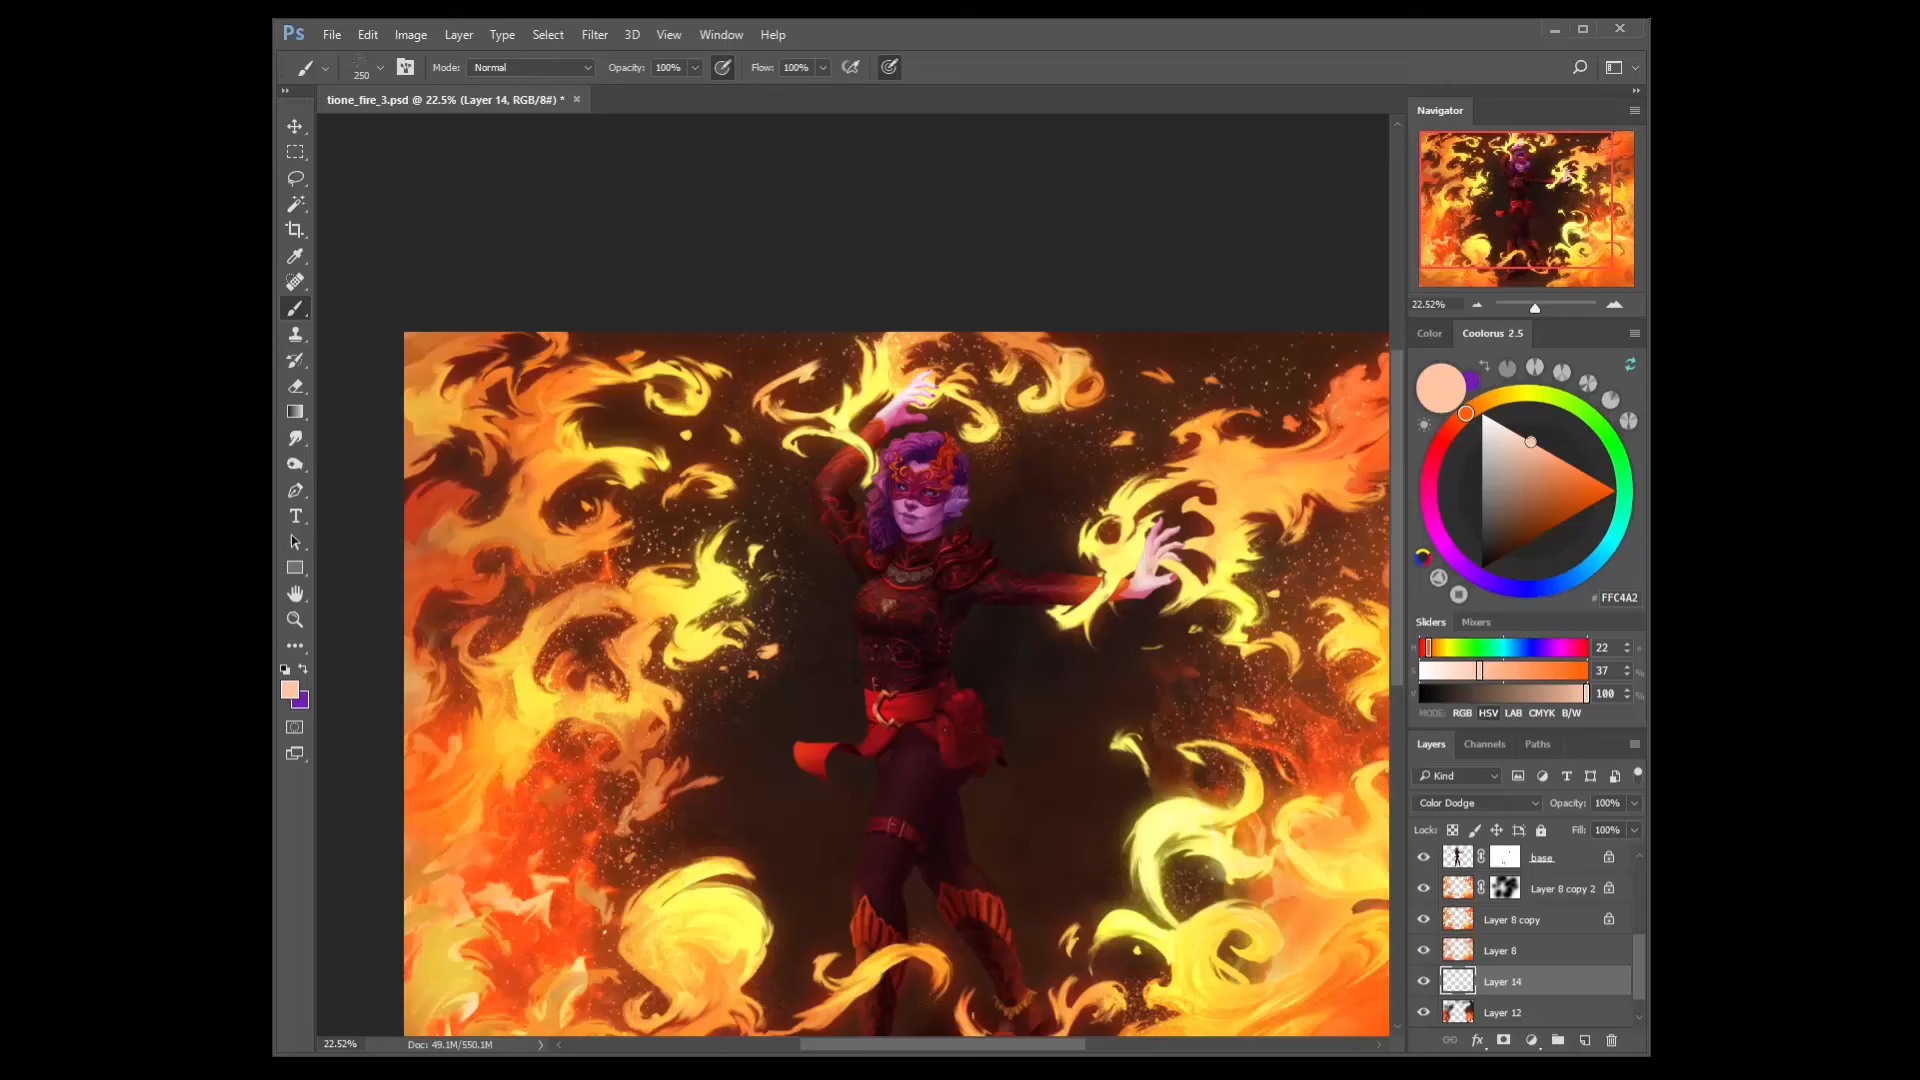 Ps File Edit Image Layer Type Select Filter 3D View Window Help
250 Mode: Normal Opacity: 100% Flow: 100%
tione_fire_3.psd @ 22.5% (Layer 14, RGB/8#) * ×
Navigator
22.52%
Color Coolorus 2.5
# FFC4A2
Sliders Mixers
H 22 °
S 37 %
V 100 %
MODE: RGB HSV LAB CMYK B/W
Layers Channels Paths
Kind
Color Dodge Opacity: 100%
Lock: Fill: 100%
base
Layer 8 copy 2
Layer 8 copy
Layer 8
Layer 14
Layer 12
22.52% Doc: 49.1M/550.1M